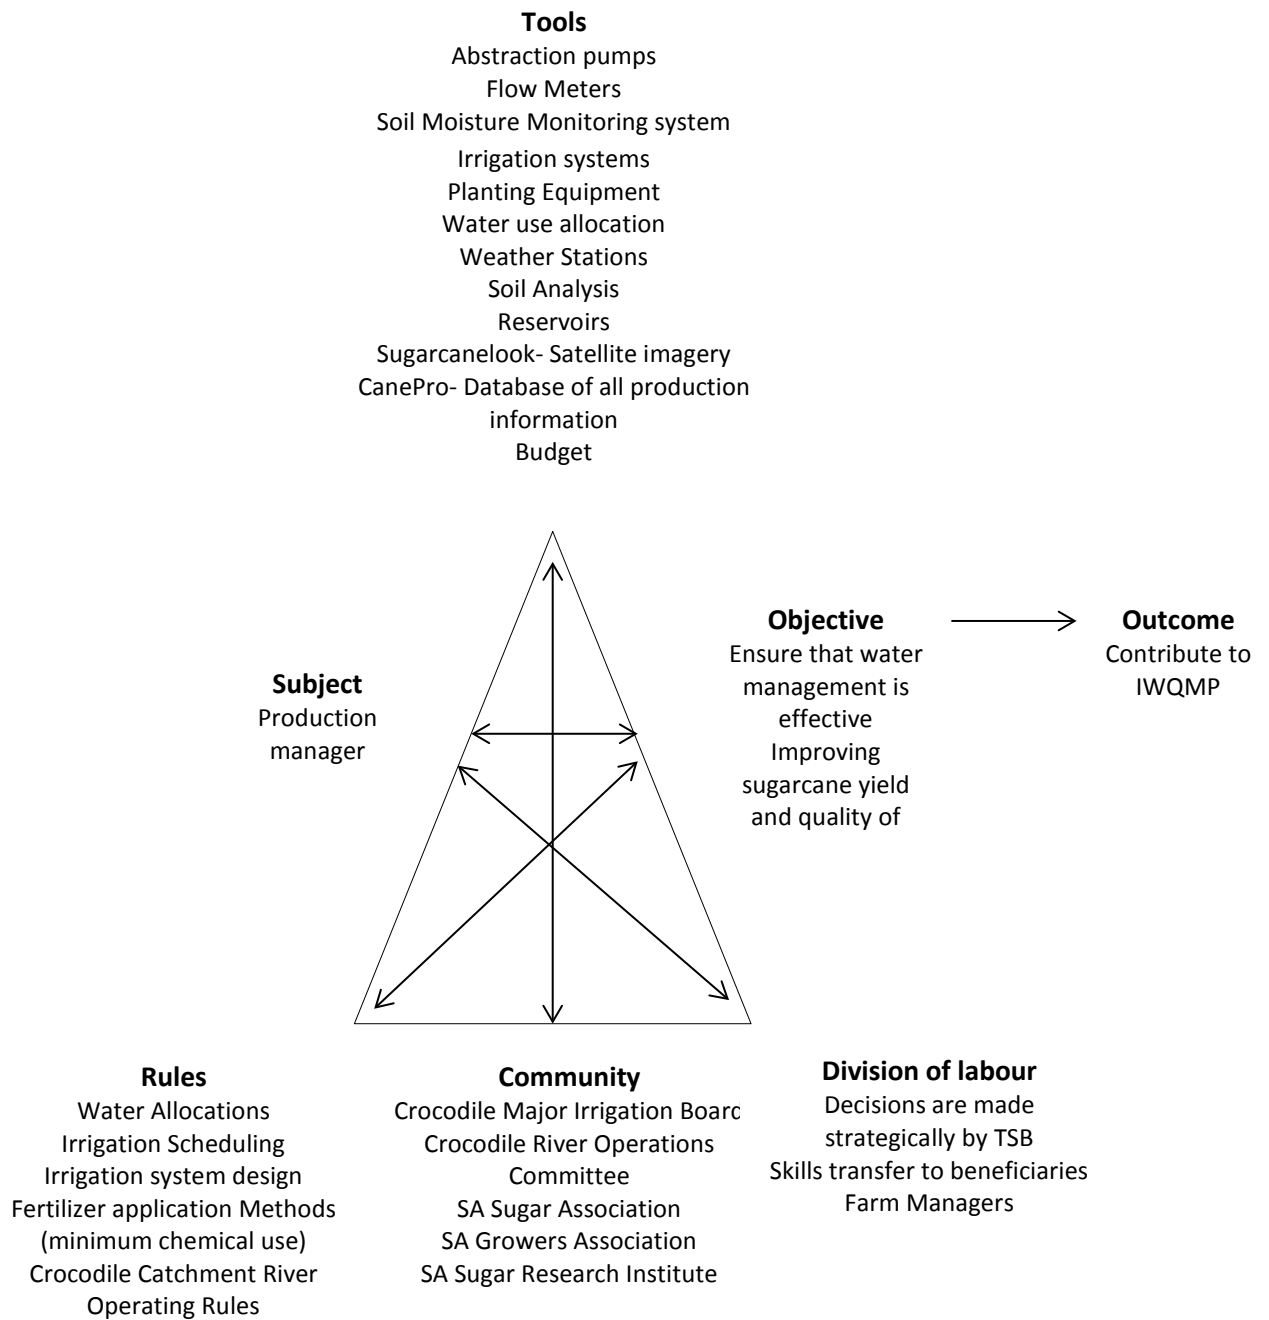 Tools
Abstraction pumps
Flow Meters
Soil Moisture Monitoring system
Irrigation systems
Planting Equipment
Water use allocation
Weather Stations
Soil Analysis
Reservoirs
Sugarcanelook- Satellite imagery
CanePro- Database of all production
information
Budget
Subject
Production
manager
Objective
Ensure that water
management is
effective
Improving
sugarcane yield
and quality of
Outcome
Contribute to
IWQMP
Rules
Water Allocations
Irrigation Scheduling
Irrigation system design
Fertilizer application Methods
(minimum chemical use)
Crocodile Catchment River
Operating Rules
Community
Crocodile Major Irrigation Board
Crocodile River Operations
Committee
SA Sugar Association
SA Growers Association
SA Sugar Research Institute
Division of labour
Decisions are made
strategically by TSB
Skills transfer to beneficiaries
Farm Managers